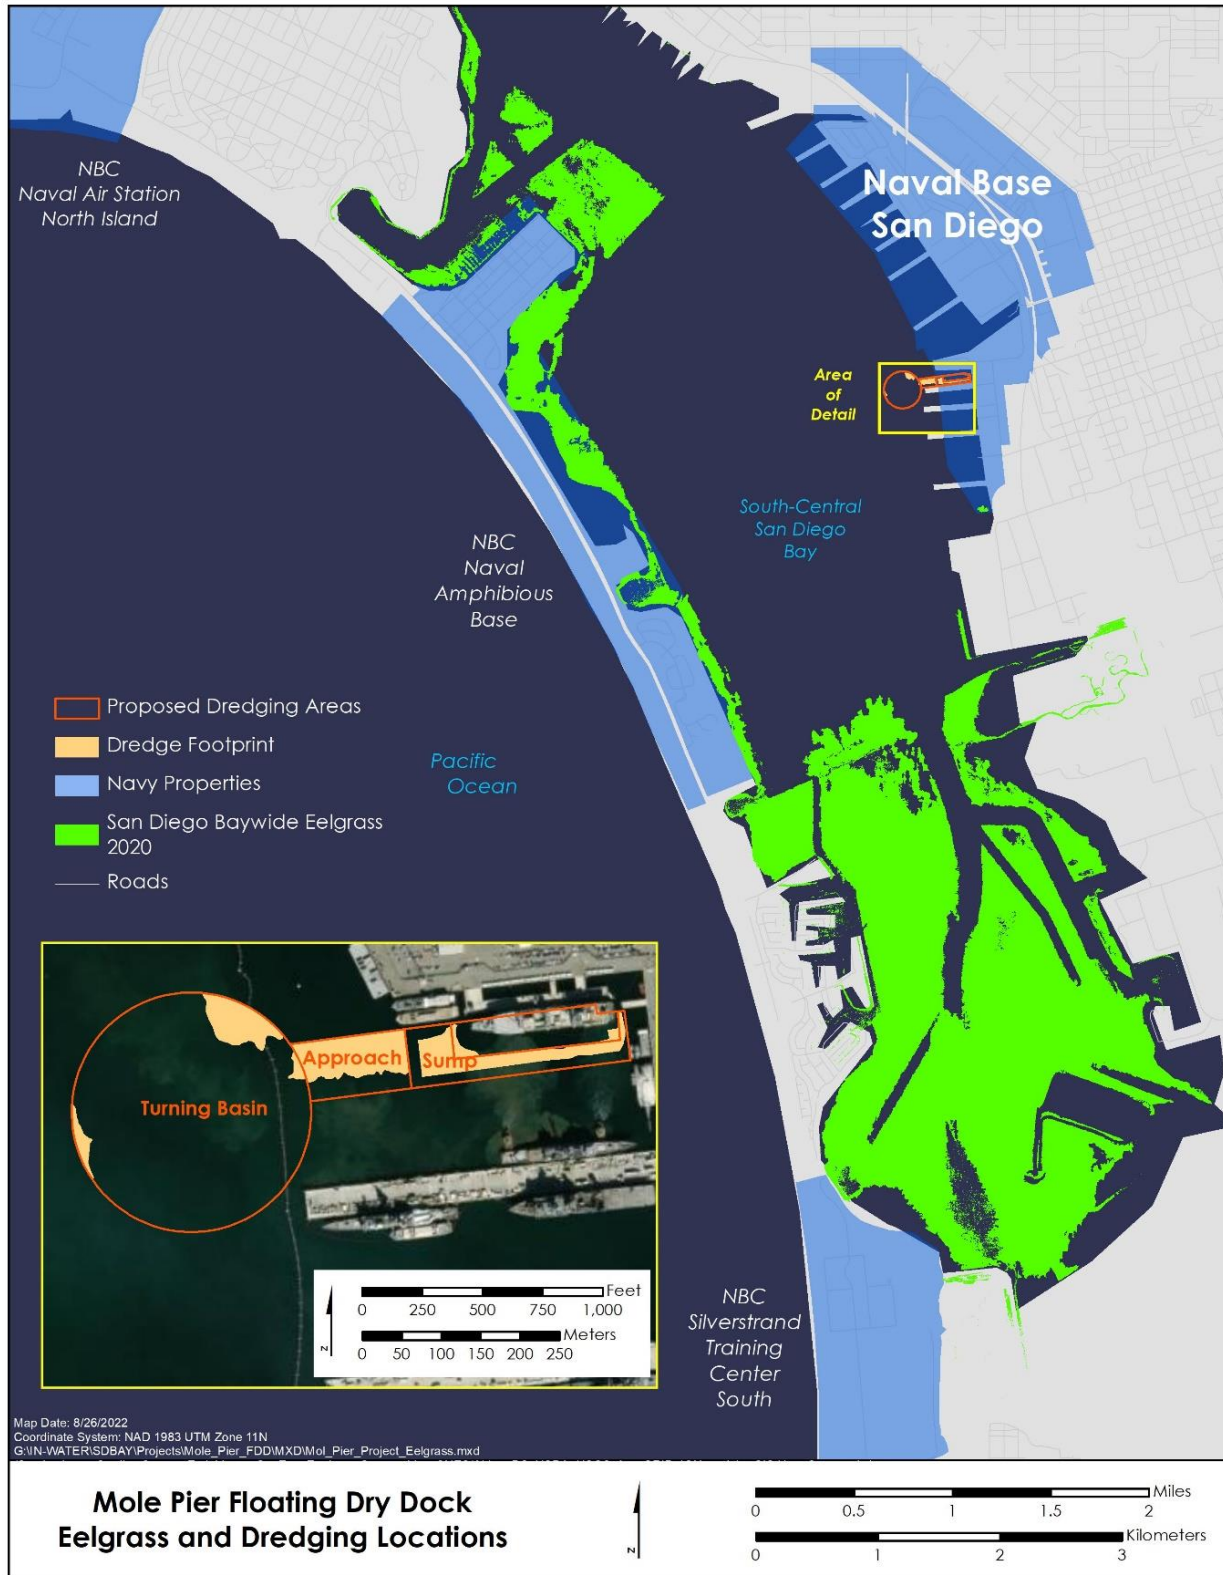 NBC
Naval Air Station
North Island
Naval Base
San Diego
Area
of
Detail
South-Central
San Diego
Bay
NBC
Naval
Amphibious
Base
Proposed Dredging Areas
Dredge Footprint
Navy Properties
San Diego Baywide Eelgrass
2020
Roads
Pacific
Ocean
Approach
Sump
Turning Basin
Feet
0 250 500 750 1,000
Meters
0 50 100 150 200 250
N
NBC
Silverstrand
Training
Center
South
Map Date: 8/26/2022
Coordinate System: NAD 1983 UTM Zone 11N
G:\IN-WATER\SDBAY\Projects\Mole_Pier_FDD\MXD\Mol_Pier_Project_Eelgrass.mxd
Mole Pier Floating Dry Dock
Eelgrass and Dredging Locations
N
Miles
0 0.5 1 1.5 2
Kilometers
0 1 2 3